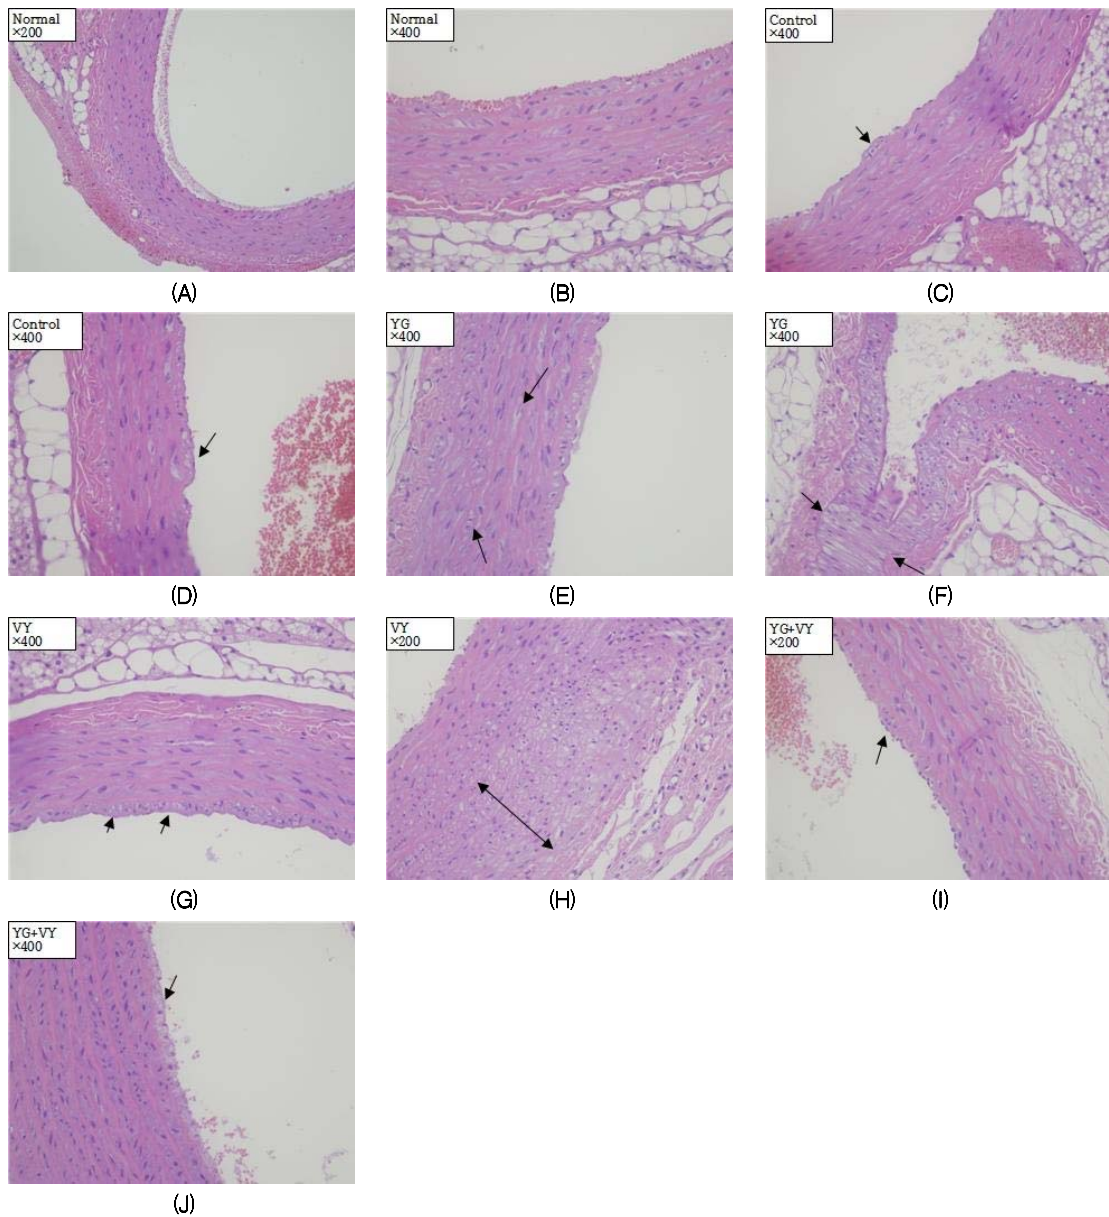 Normal
×200
Normal
×400
Control
×400
(A)
(B)
(C)
Control
×400
YG
×400
YG
×400
(D)
(E)
(F)
VY
×400
VY
×200
YG+VY
×200
(G)
(H)
(I)
YG+VY
×400
(J)